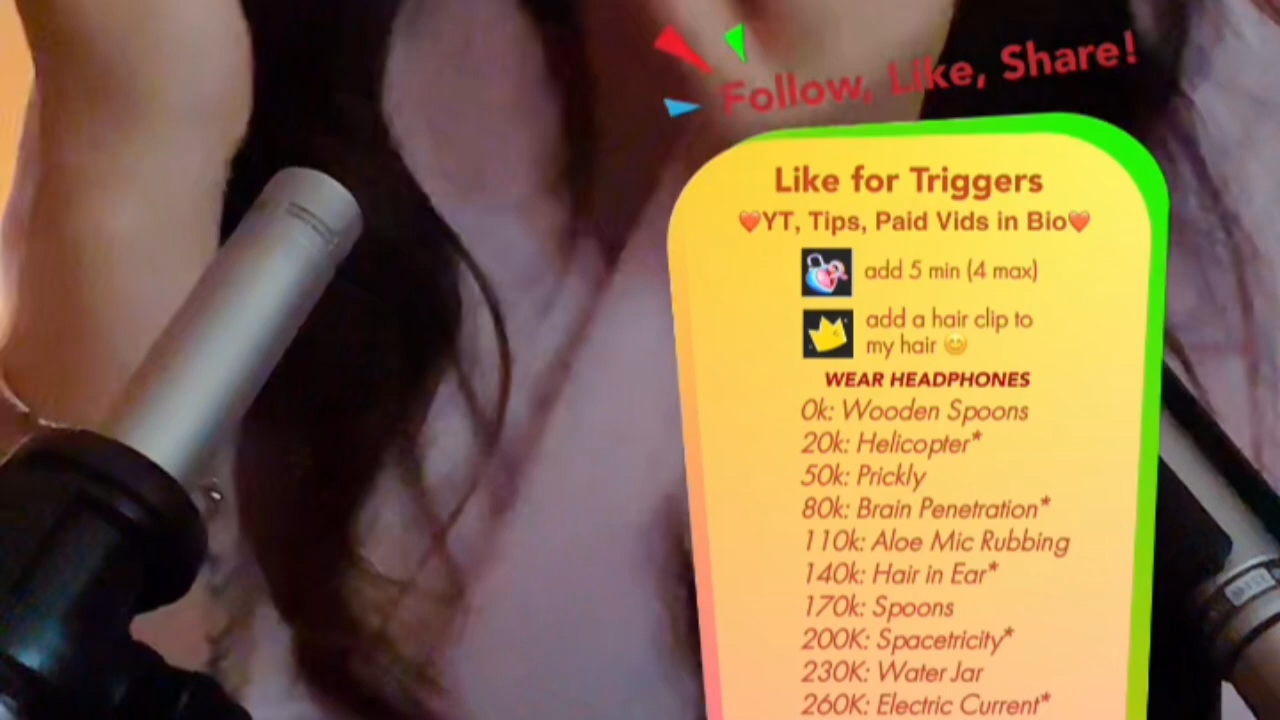 Follow, Like, Share!
Like for Triggers
❤️YT, Tips, Paid Vids in Bio❤️
add 5 min (4 max)
add a hair clip to
my hair 😊
WEAR HEADPHONES
0k: Wooden Spoons
20k: Helicopter*
50k: Prickly
80k: Brain Penetration*
110k: Aloe Mic Rubbing
140k: Hair in Ear*
170k: Spoons
200K: Spacetricity*
230K: Water Jar
260K: Electric Current*